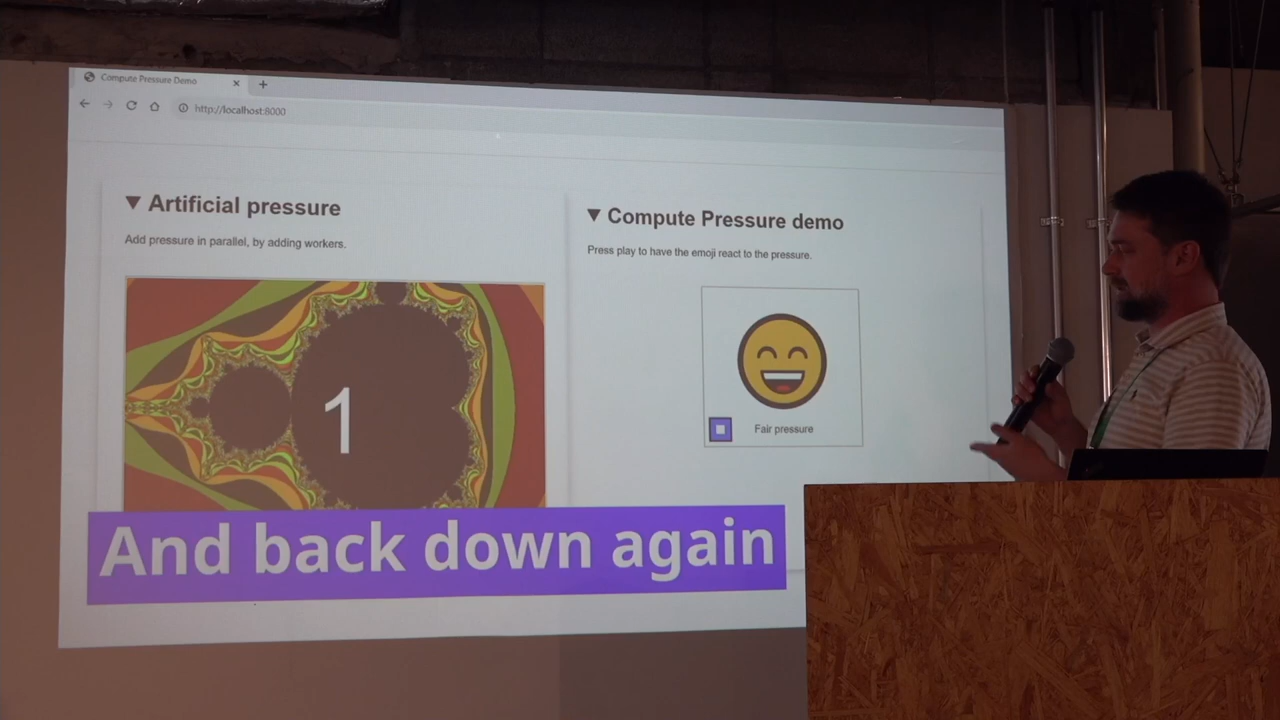 Compute Pressure Demo
http://localhost:8000
▼ Artificial pressure
Add pressure in parallel, by adding workers.
1
▼ Compute Pressure demo
Press play to have the emoji react to the pressure.
Fair pressure
And back down again